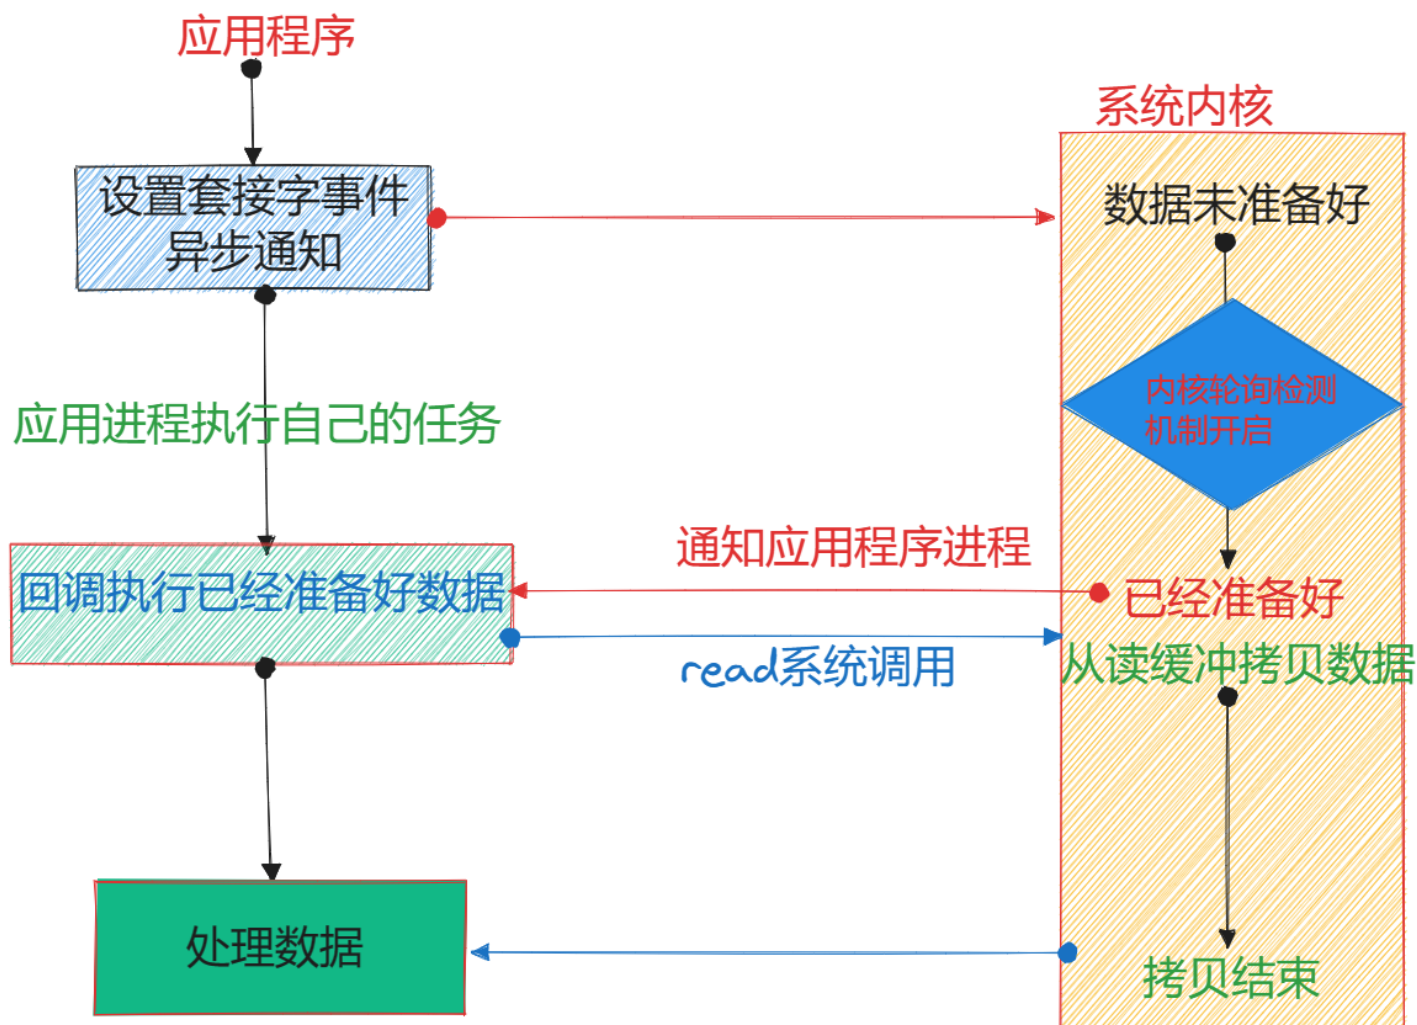 应用程序
系统内核
设置套接字事件
异步通知
数据未准备好
内核轮询检测
机制开启
应用进程执行自己的任务
通知应用程序进程
回调执行已经准备好数据
已经准备好
read系统调用
从读缓冲拷贝数据
处理数据
拷贝结束